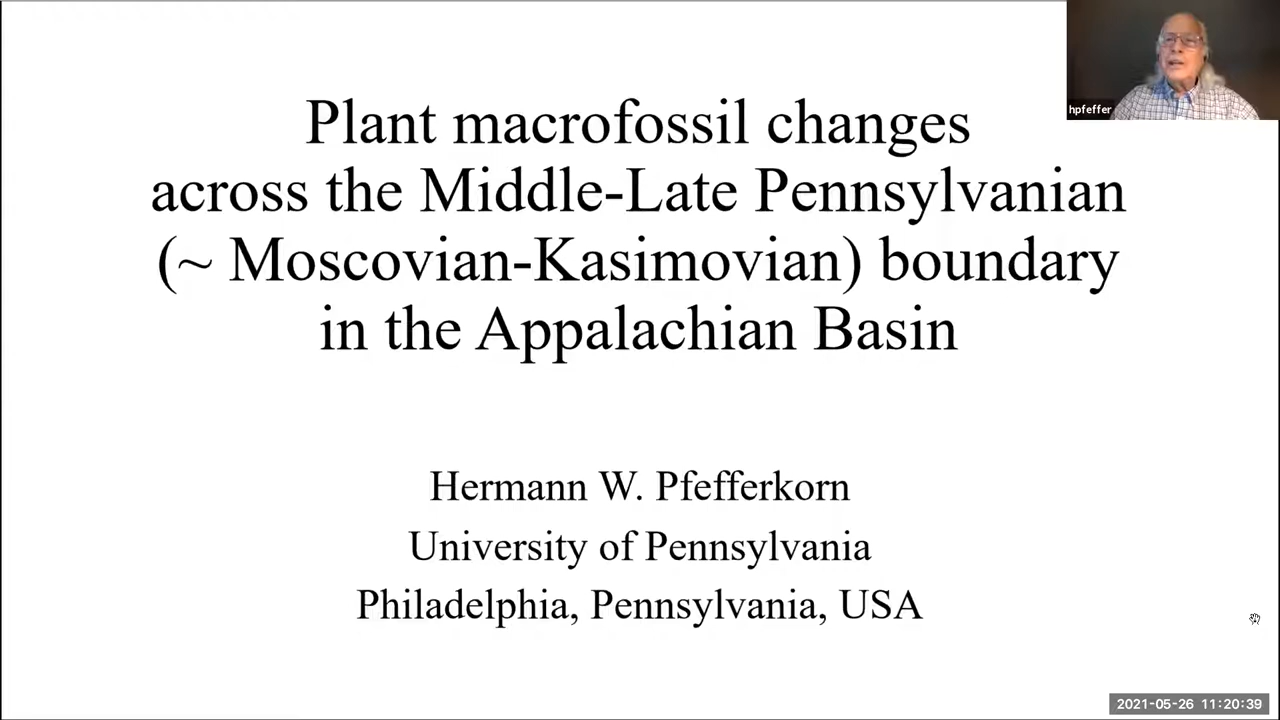 hpfeffer
Plant macrofossil changes
across the Middle-Late Pennsylvanian
(~ Moscovian-Kasimovian) boundary
in the Appalachian Basin
Hermann W. Pfefferkorn
University of Pennsylvania
Philadelphia, Pennsylvania, USA
2021-05-26 11:20:39